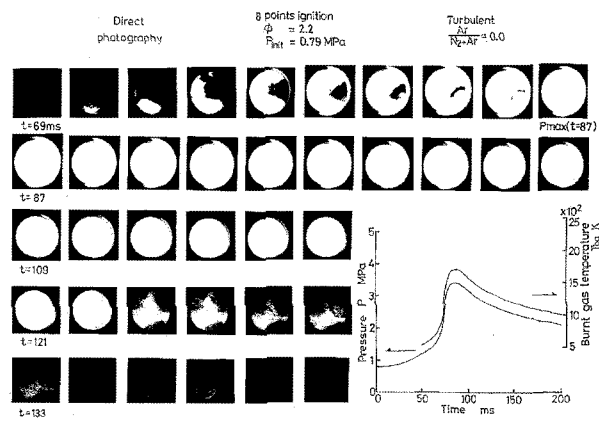 Direct
photography
8 points ignition
ϕ = 2.2
Pinit = 0.79 MPa
Turbulent
Ar
N2+Ar =0.0
t=69ms
Pmax(t=87)
t=87
t=109
t=121
t=133
Pressure P MPa
5
4
3
2
1
0
0
50
100
150
200
Time ms
x10²
25
20
15
10
5
Burnt gas temperature